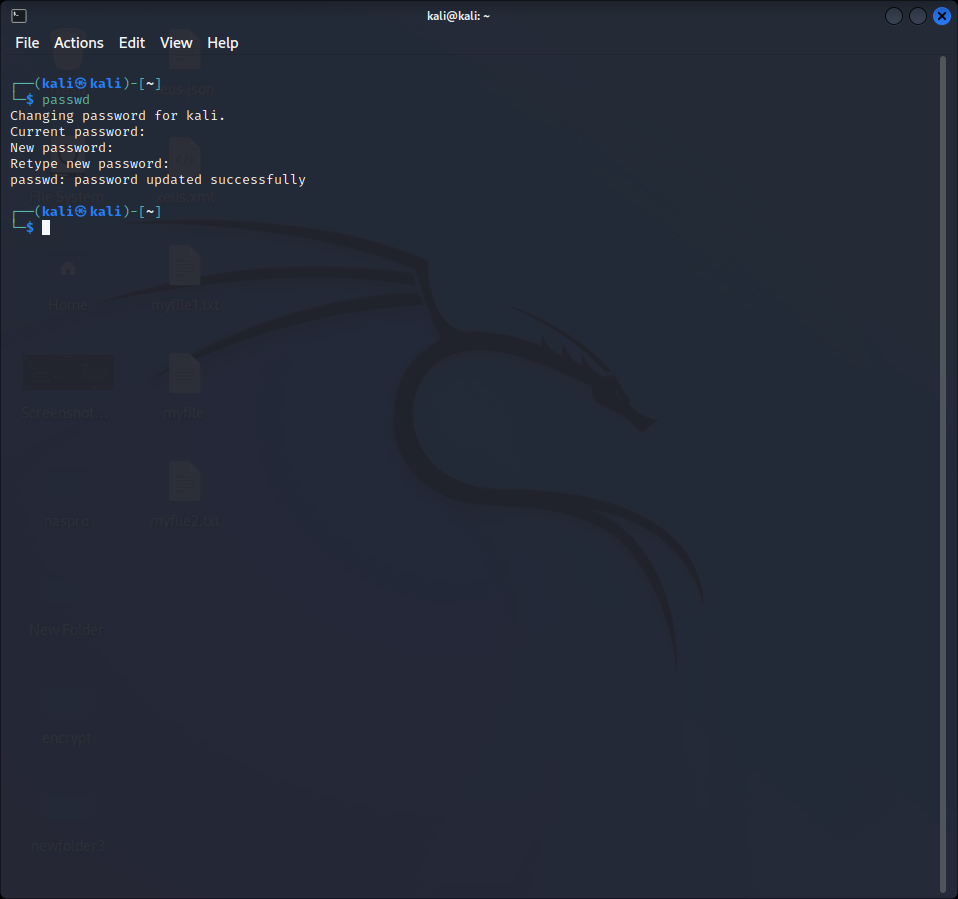 kali@kali: ~
File Actions Edit View Help
┌──(kali㉿kali)-[~]
└─$ passwd
Changing password for kali.
Current password:
New password:
Retype new password:
passwd: password updated successfully
┌──(kali㉿kali)-[~]
└─$
Home
myfile1.txt
Screenshot...
myfile
myfile2.txt
New Folder
encrypt
newfolder3